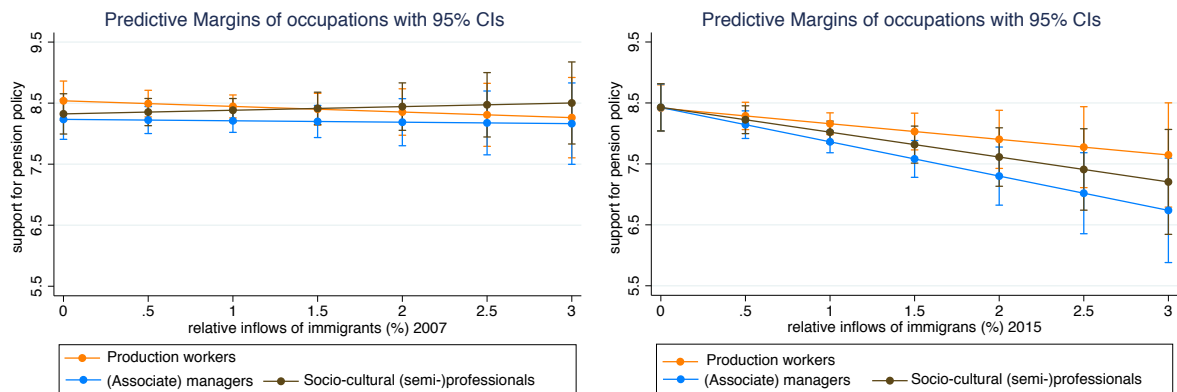 Predictive Margins of occupations with 95% CIs
support for pension policy
9.5
8.5
7.5
6.5
5.5
0 .5 1 1.5 2 2.5 3
relative inflows of immigrants (%) 2007
Production workers
(Associate) managers Socio-cultural (semi-)professionals
Predictive Margins of occupations with 95% CIs
support for pension policy
9.5
8.5
7.5
6.5
5.5
0 .5 1 1.5 2 2.5 3
relative inflows of immigrans (%) 2015
Production workers
(Associate) managers Socio-cultural (semi-)professionals